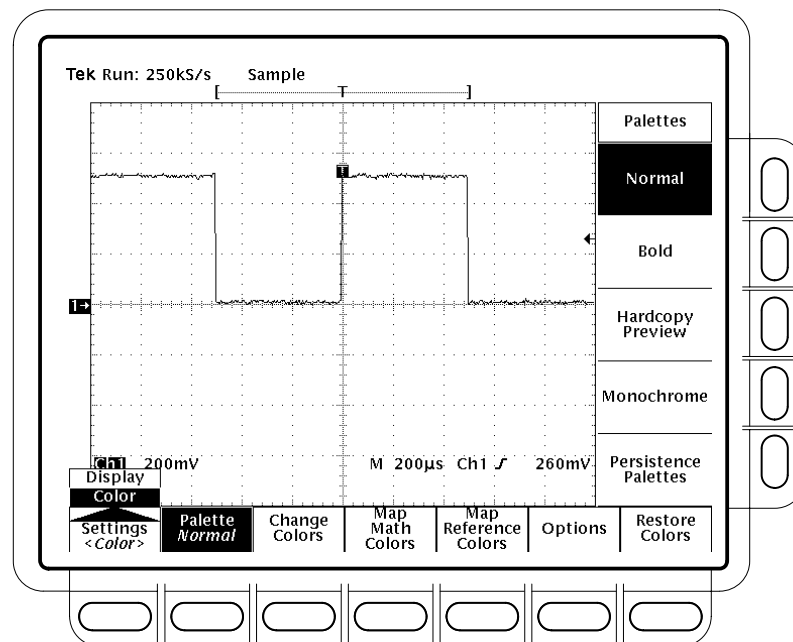 Tek Run: 250kS/s Sample
[ T ]
Palettes
Normal
T
Bold
1→
Hardcopy
Preview
Monochrome
Ch1 200mV M 200µs Ch1 ∫ 260mV
Persistence
Palettes
Display
Color
Settings
<Color>
Palette
Normal
Change
Colors
Map
Math
Colors
Map
Reference
Colors
Options
Restore
Colors